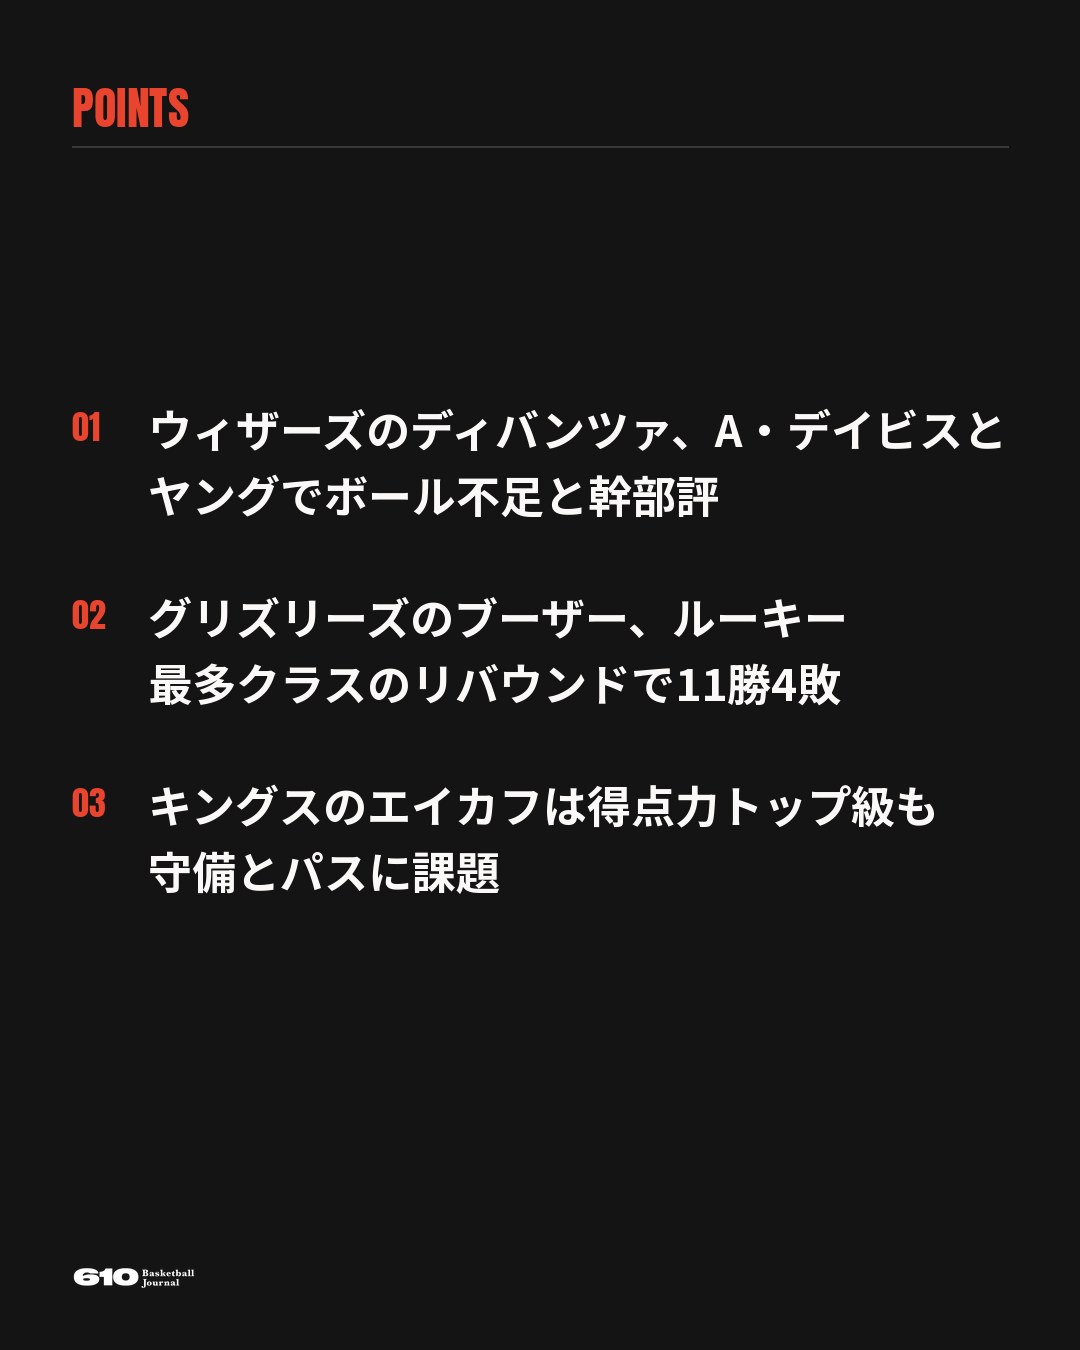 POINTS
01 ウィザーズのディバンツァ、A・デイビスと
ヤングでボール不足と幹部評
02 グリズリーズのブーザー、ルーキー
最多クラスのリバウンドで11勝4敗
03 キングスのエイカフは得点力トップ級も
守備とパスに課題
610 Basketball
Journal